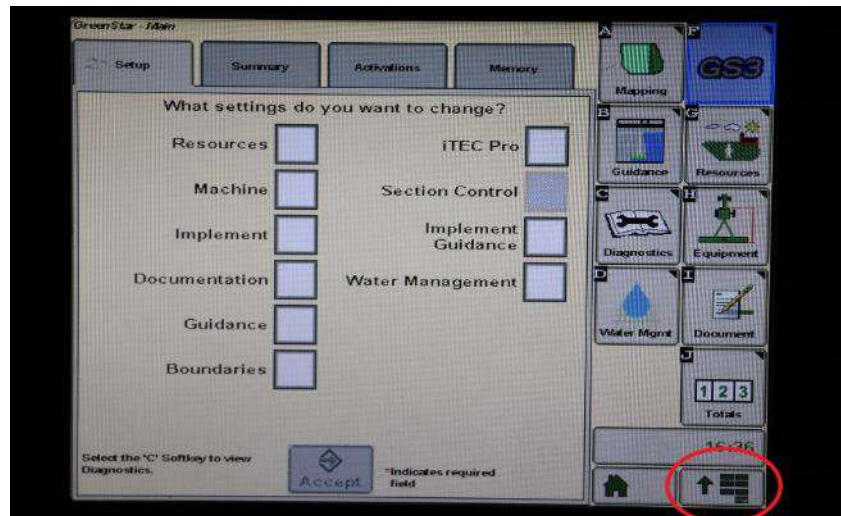 GreenStar - Main
Setup
Summary
Activations
Memory
What settings do you want to change?
Resources
iTEC Pro
Machine
Section Control
Implement
Implement
Guidance
Documentation
Water Management
Guidance
Boundaries
Select the 'C' Softkey to view
Diagnostics.
Accept
*Indicates required
field
A
Mapping
F
GS3
B
Guidance
G
Resources
C
Diagnostics
H
Equipment
D
Water Mgmt
I
Document
J
1 2 3
Totals
16:36